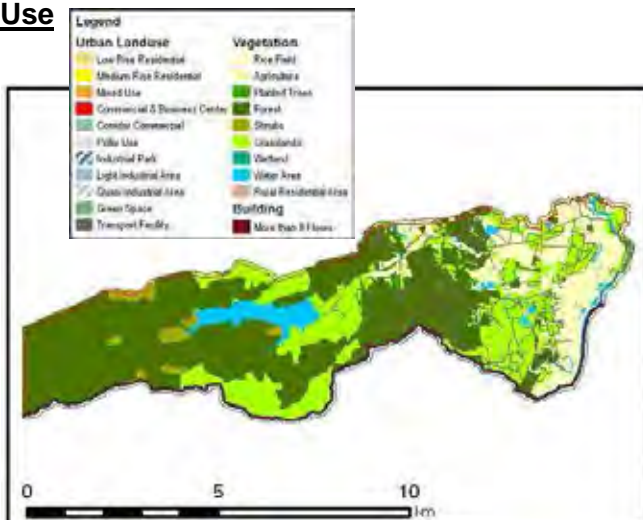 Use
Legend
Urban Landuse
Low Rise Residential
Medium Rise Residential
Mixed Use
Commercial & Business Center
Corridor Commercial
Public Use
Industrial Park
Light Industrial Area
Quasi Industrial Area
Green Space
Transport Facility
Vegetation
Rice Field
Agriculture
Planted Trees
Forest
Shrubs
Grasslands
Wetland
Water Area
Rural Residential Area
Building
More than 9 Floors
0 5 10
km